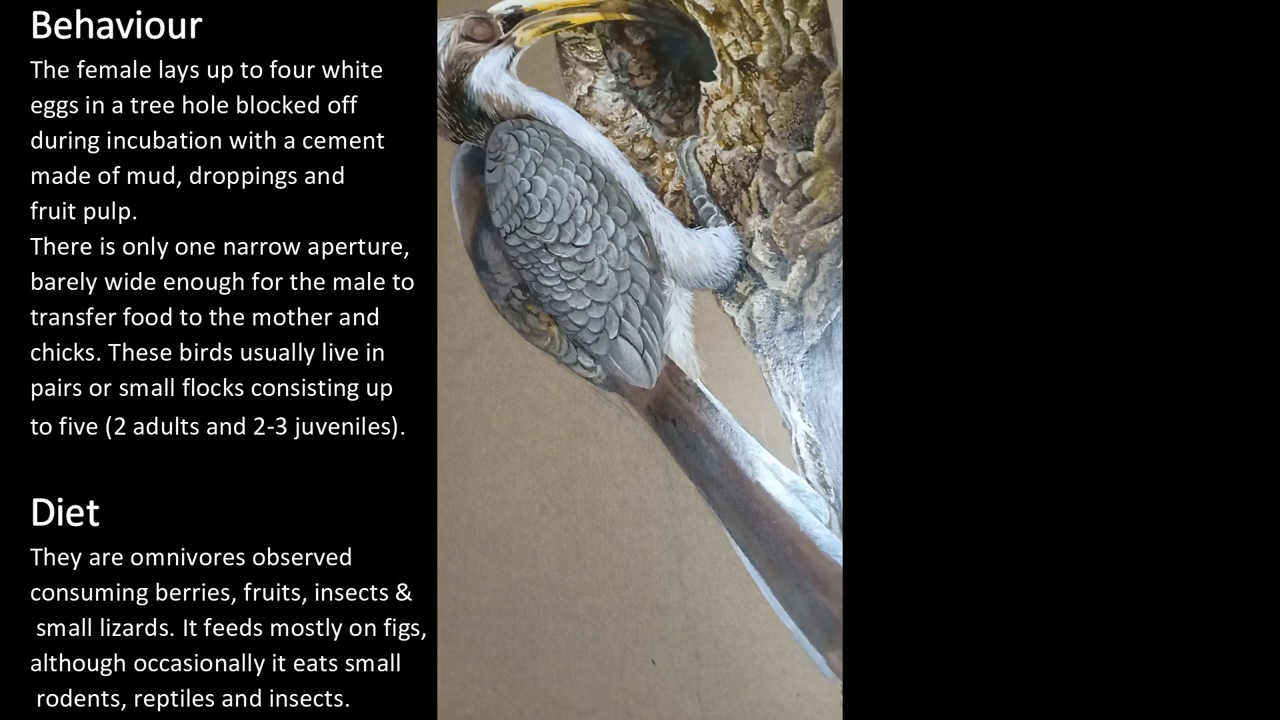 Behaviour
The female lays up to four white
eggs in a tree hole blocked off
during incubation with a cement
made of mud, droppings and
fruit pulp.
There is only one narrow aperture,
barely wide enough for the male to
transfer food to the mother and
chicks. These birds usually live in
pairs or small flocks consisting up
to five (2 adults and 2-3 juveniles).
Diet
They are omnivores observed
consuming berries, fruits, insects &
small lizards. It feeds mostly on figs,
although occasionally it eats small
rodents, reptiles and insects.